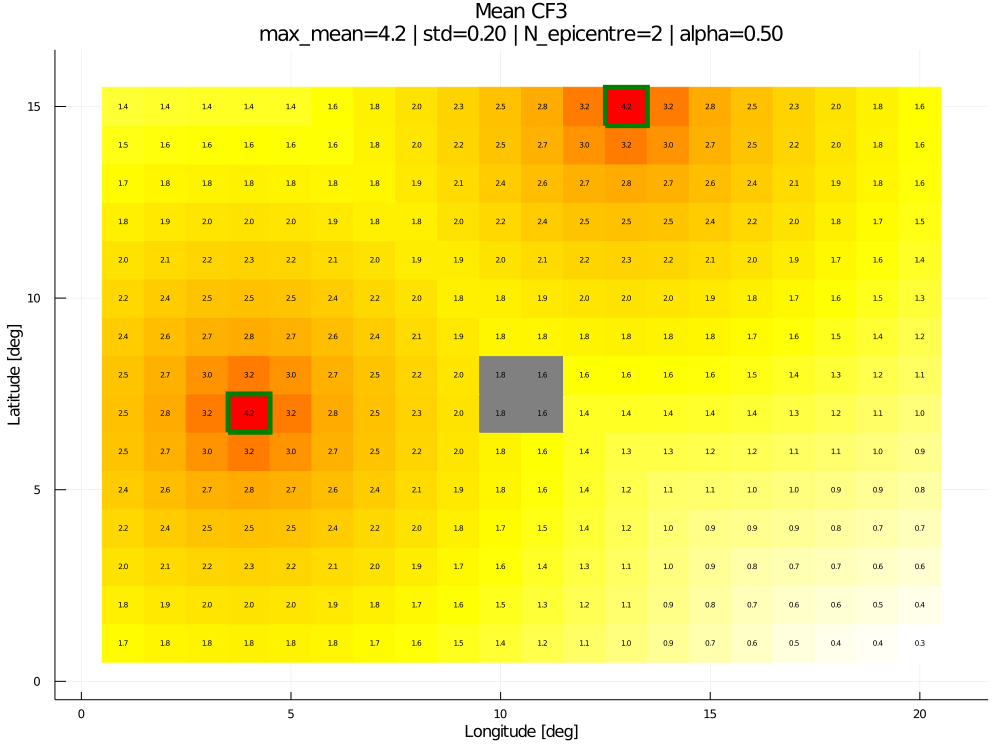 Mean CF3
max_mean=4.2 | std=0.20 | N_epicentre=2 | alpha=0.50
15
1.4 1.4 1.4 1.4 1.4 1.6 1.8 2.0 2.3 2.5 2.8 3.2 4.2 3.2 2.8 2.5 2.3 2.0 1.8 1.6
1.5 1.6 1.6 1.6 1.6 1.8 2.0 2.2 2.2 2.5 2.7 3.0 3.2 3.0 2.7 2.5 2.2 2.0 1.8 1.6
1.7 1.8 1.8 1.8 1.8 1.8 1.9 2.1 2.4 2.6 2.7 2.8 2.7 2.6 2.4 2.1 1.9 1.8 1.6
1.8 1.9 2.0 2.0 2.0 1.9 1.8 1.8 2.0 2.2 2.4 2.5 2.5 2.5 2.4 2.2 2.0 1.8 1.7 1.5
2.0 2.1 2.2 2.3 2.2 2.1 2.0 1.9 1.9 2.0 2.1 2.2 2.3 2.2 2.1 2.0 1.9 1.7 1.6 1.4
10
2.2 2.4 2.5 2.5 2.5 2.4 2.2 2.0 1.8 1.8 1.9 2.0 2.0 2.0 1.9 1.8 1.7 1.6 1.5 1.3
2.4 2.6 2.7 2.8 2.7 2.6 2.4 2.1 1.9 1.8 1.8 1.8 1.8 1.8 1.7 1.6 1.5 1.4 1.2
2.5 2.7 3.0 3.2 3.0 2.7 2.5 2.2 2.0 1.8 1.6 1.6 1.6 1.6 1.5 1.4 1.3 1.2 1.1
2.5 2.8 3.2 4.2 3.2 2.8 2.5 2.3 2.0 1.8 1.6 1.4 1.4 1.4 1.4 1.4 1.3 1.2 1.1 1.0
2.5 2.7 3.0 3.2 3.0 2.7 2.5 2.2 2.0 1.8 1.6 1.4 1.3 1.3 1.2 1.2 1.1 1.1 1.0 0.9
5
2.4 2.6 2.7 2.8 2.7 2.6 2.4 2.1 1.9 1.8 1.6 1.4 1.2 1.1 1.1 1.0 1.0 0.9 0.9 0.8
2.2 2.4 2.5 2.5 2.5 2.4 2.2 2.0 1.8 1.7 1.5 1.4 1.2 1.0 0.9 0.9 0.9 0.8 0.7 0.7
2.0 2.1 2.2 2.3 2.2 2.1 2.0 1.9 1.7 1.6 1.4 1.3 1.1 1.0 0.9 0.8 0.7 0.7 0.6 0.6
1.8 1.9 2.0 2.0 2.0 1.9 1.8 1.7 1.6 1.5 1.3 1.2 1.1 0.9 0.8 0.7 0.6 0.6 0.5 0.4
1.7 1.8 1.8 1.8 1.8 1.8 1.7 1.6 1.5 1.4 1.2 1.1 1.0 0.9 0.7 0.6 0.5 0.4 0.4 0.3
0
Latitude [deg]
0 5 10 15 20
Longitude [deg]